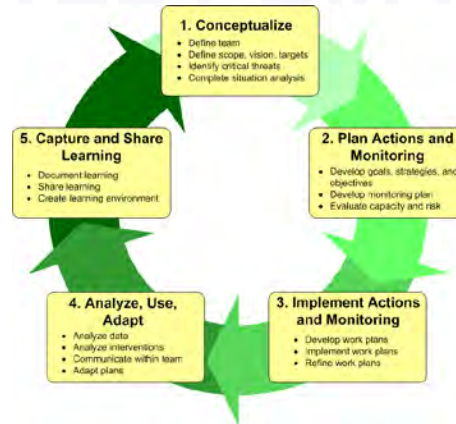 1. Conceptualize
• Define team
• Define scope, vision, targets
• Identify critical threats
• Complete situation analysis
2. Plan Actions and
Monitoring
• Develop goals, strategies, and
objectives
• Develop monitoring plan
• Evaluate capacity and risk
3. Implement Actions
and Monitoring
• Develop work plans
• Implement work plans
• Refine work plans
4. Analyze, Use,
Adapt
• Analyze data
• Analyze interventions
• Communicate within team
• Adapt plans
5. Capture and Share
Learning
• Document learning
• Share learning
• Create learning environment